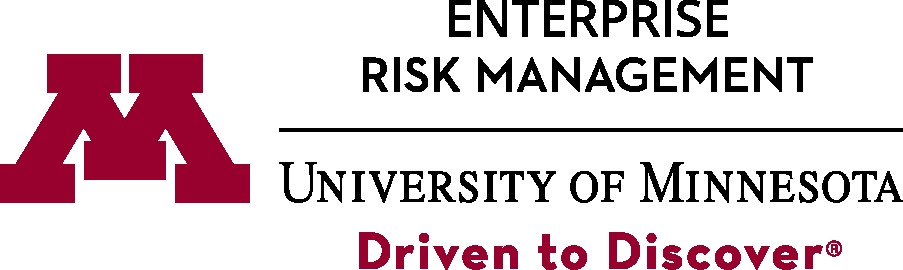 ENTERPRISE
RISK MANAGEMENT
UNIVERSITY OF MINNESOTA
Driven to Discover®